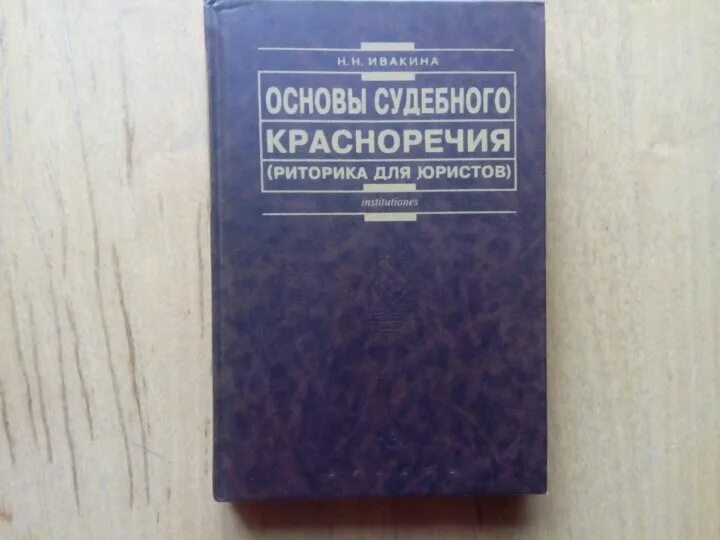 Н. Н. ИВАКИНА
ОСНОВЫ СУДЕБНОГО
КРАСНОРЕЧИЯ
(РИТОРИКА ДЛЯ ЮРИСТОВ)
institutiones